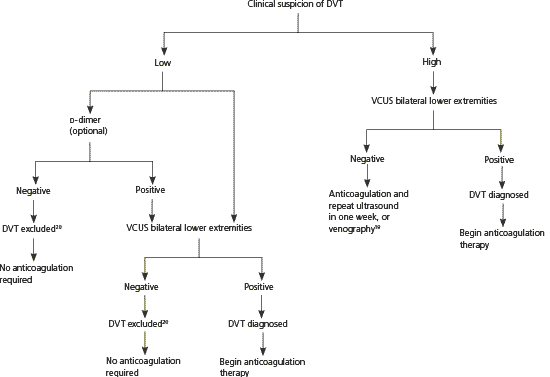 Clinical suspicion of DVT
Low
High
VCUS bilateral lower extremities
D-dimer
(optional)
Negative
Positive
Negative
Positive
Anticoagulation and
repeat ultrasound
in one week, or
venography¹⁹
DVT diagnosed
Begin anticoagulation
therapy
DVT excluded²⁰
No anticoagulation
required
VCUS bilateral lower extremities
Negative
Positive
DVT excluded²⁰
DVT diagnosed
No anticoagulation
required
Begin anticoagulation
therapy